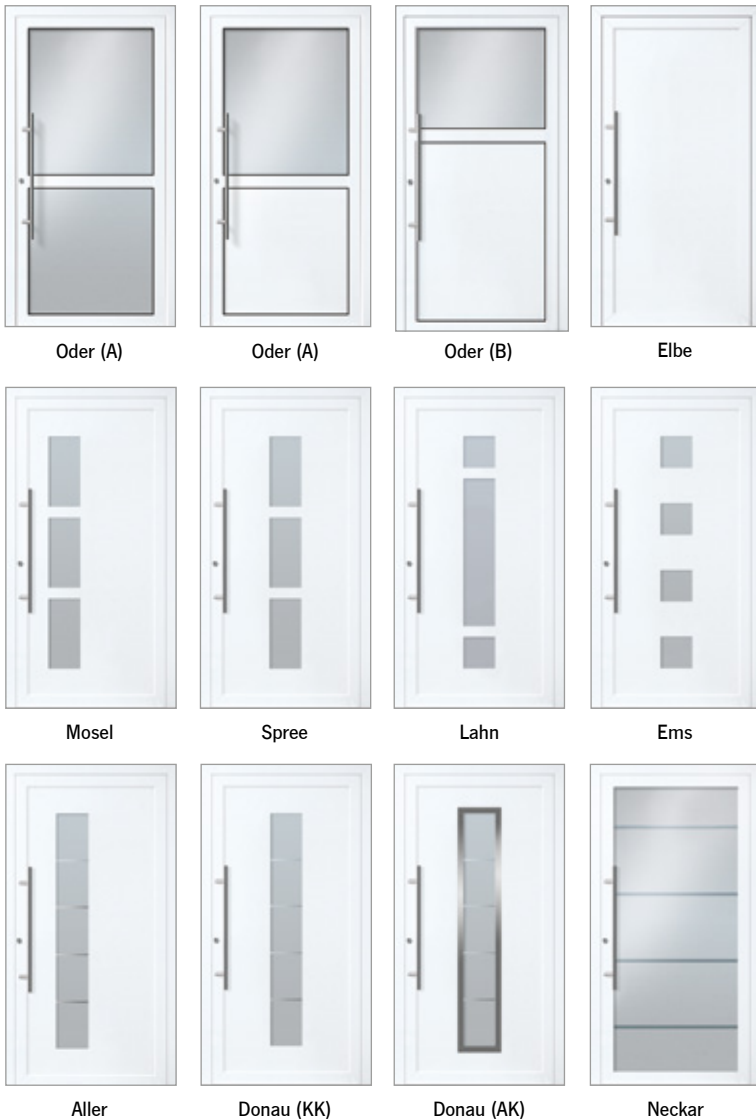 Oder (A) Oder (A) Oder (B) Elbe
Mosel Spree Lahn Ems
Aller Donau (KK) Donau (AK) Neckar